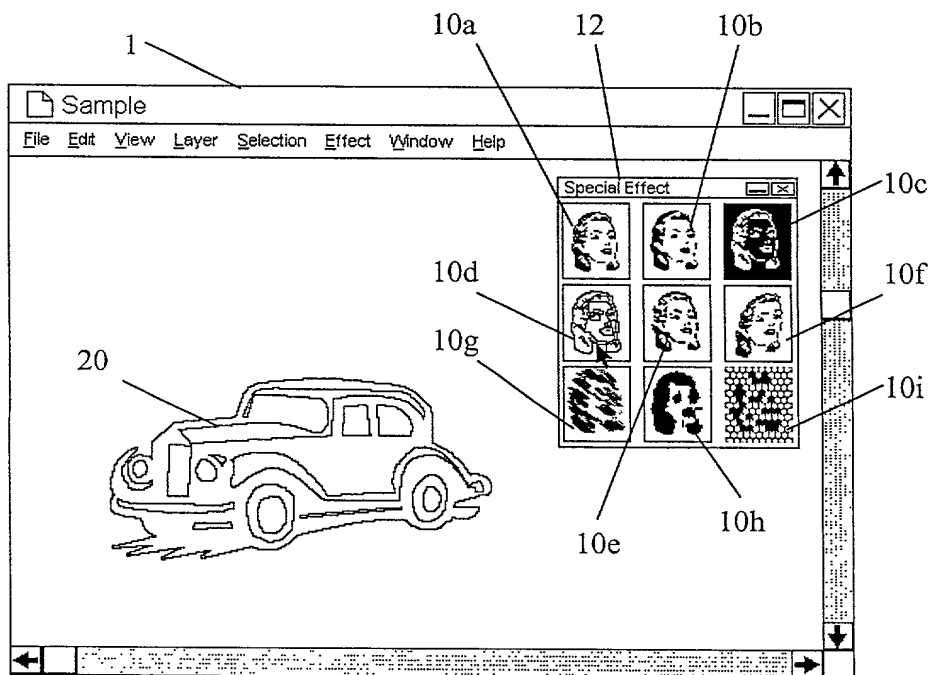 10a 12 10b
1
Sample
File Edit View Layer Selection Effect Window Help
Special Effect
10c
10d
10f
10g
20
10i
10h
10e